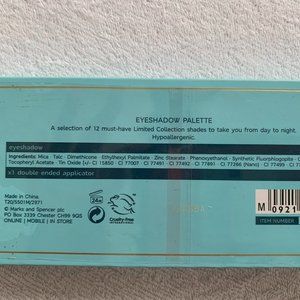 EYESHADOW PALETTE
A selection of 12 must-have Limited Collection shades to take you from day to night.
Hypoallergenic.
eyeshadow
Ingredients: Mica · Talc · Dimethicone · Ethylhexyl Palmitate · Zinc Stearate · Phenoxyethanol · Synthetic Fluorphlogopite ·
Tocopheryl Acetate · Tin Oxide [+/- CI 15850 · CI 77007 · CI 77491 · CI 77492 · CI 77499 · CI 77891 · CI 77266 (Nano) · CI 77499 · CI
x1 double ended applicator
Made in China.
T20/5501M/2971
© Marks and Spencer plc
PO Box 3339 Chester CH99 9QS
ONLINE | MOBILE | IN STORE
24m
Cruelty-Free
INTERNATIONAL
M 0921
ITEM NUMBER